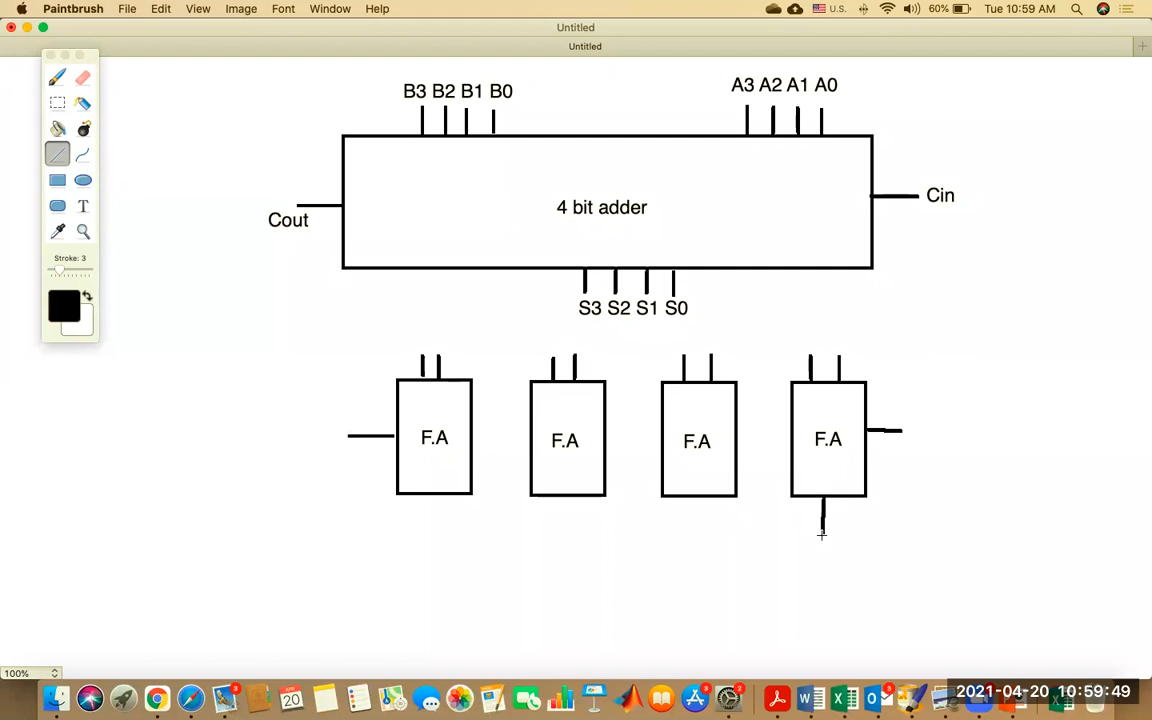 Paintbrush File Edit View Image Font Window Help U.S. 60% Tue 10:59 AM
Untitled
Untitled
B3 B2 B1 B0
A3 A2 A1 A0
Cin
4 bit adder
Cout
Stroke: 3
S3 S2 S1 S0
F.A F.A F.A F.A
100%
2021-04-20 10:59:49